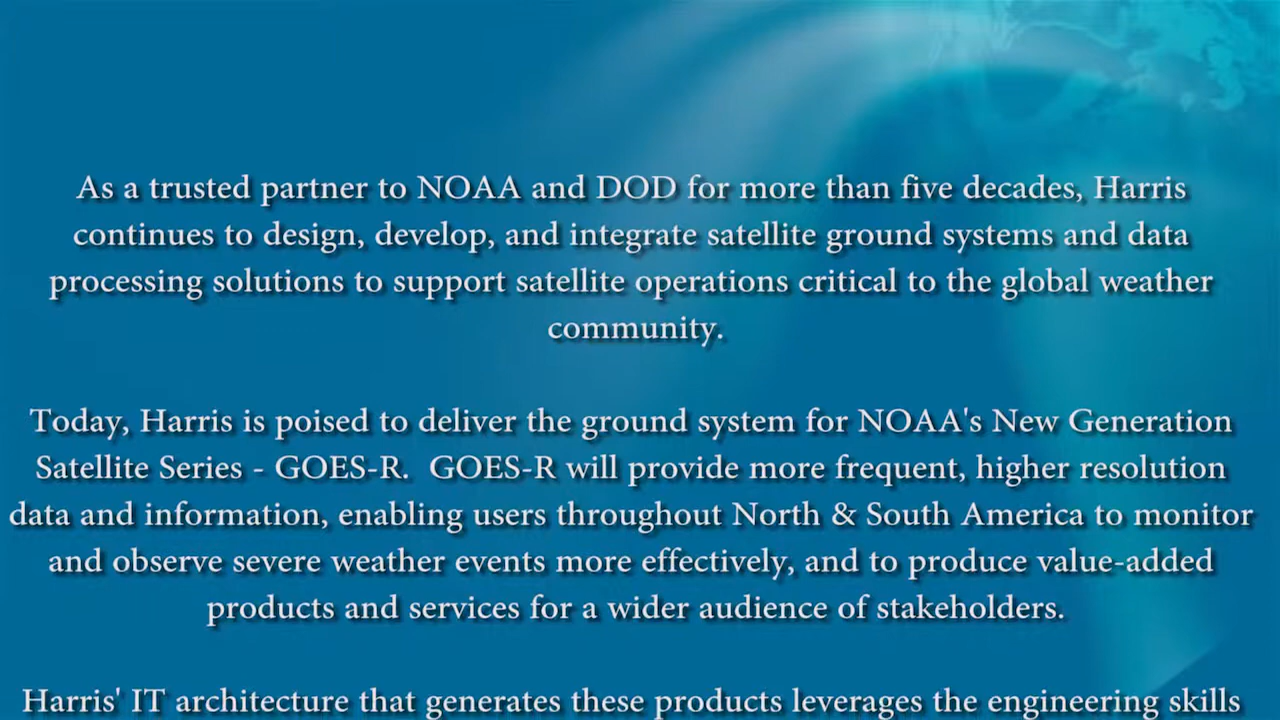 As a trusted partner to NOAA and DOD for more than five decades, Harris
continues to design, develop, and integrate satellite ground systems and data
processing solutions to support satellite operations critical to the global weather
community.
Today, Harris is poised to deliver the ground system for NOAA's New Generation
Satellite Series - GOES-R.  GOES-R will provide more frequent, higher resolution
data and information, enabling users throughout North & South America to monitor
and observe severe weather events more effectively, and to produce value-added
products and services for a wider audience of stakeholders.
Harris' IT architecture that generates these products leverages the engineering skills